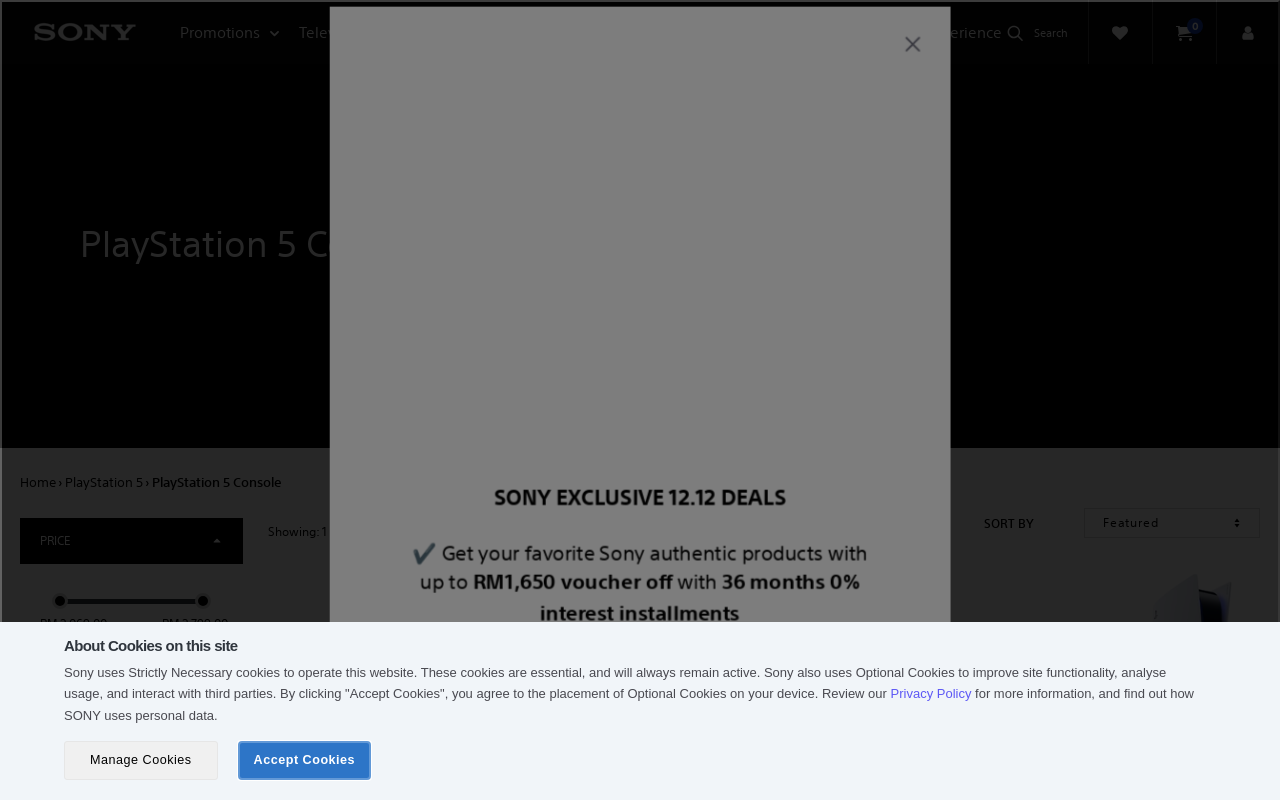 SONY
Promotions
erience
Search
0
PlayStation 5
Home › PlayStation 5 › PlayStation 5 Console
PRICE
Showing: 1
SORT BY
Featured
SONY EXCLUSIVE 12.12 DEALS
✔️ Get your favorite Sony authentic products with
up to RM1,650 voucher off with 36 months 0%
interest installments
About Cookies on this site
Sony uses Strictly Necessary cookies to operate this website. These cookies are essential, and will always remain active. Sony also uses Optional Cookies to improve site functionality, analyse
usage, and interact with third parties. By clicking "Accept Cookies", you agree to the placement of Optional Cookies on your device. Review our Privacy Policy for more information, and find out how
SONY uses personal data.
Manage Cookies
Accept Cookies